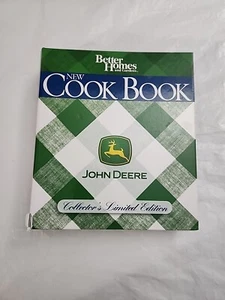 Better
Homes
and Gardens
NEW
COOK BOOK
JOHN DEERE
Collector's Limited Edition